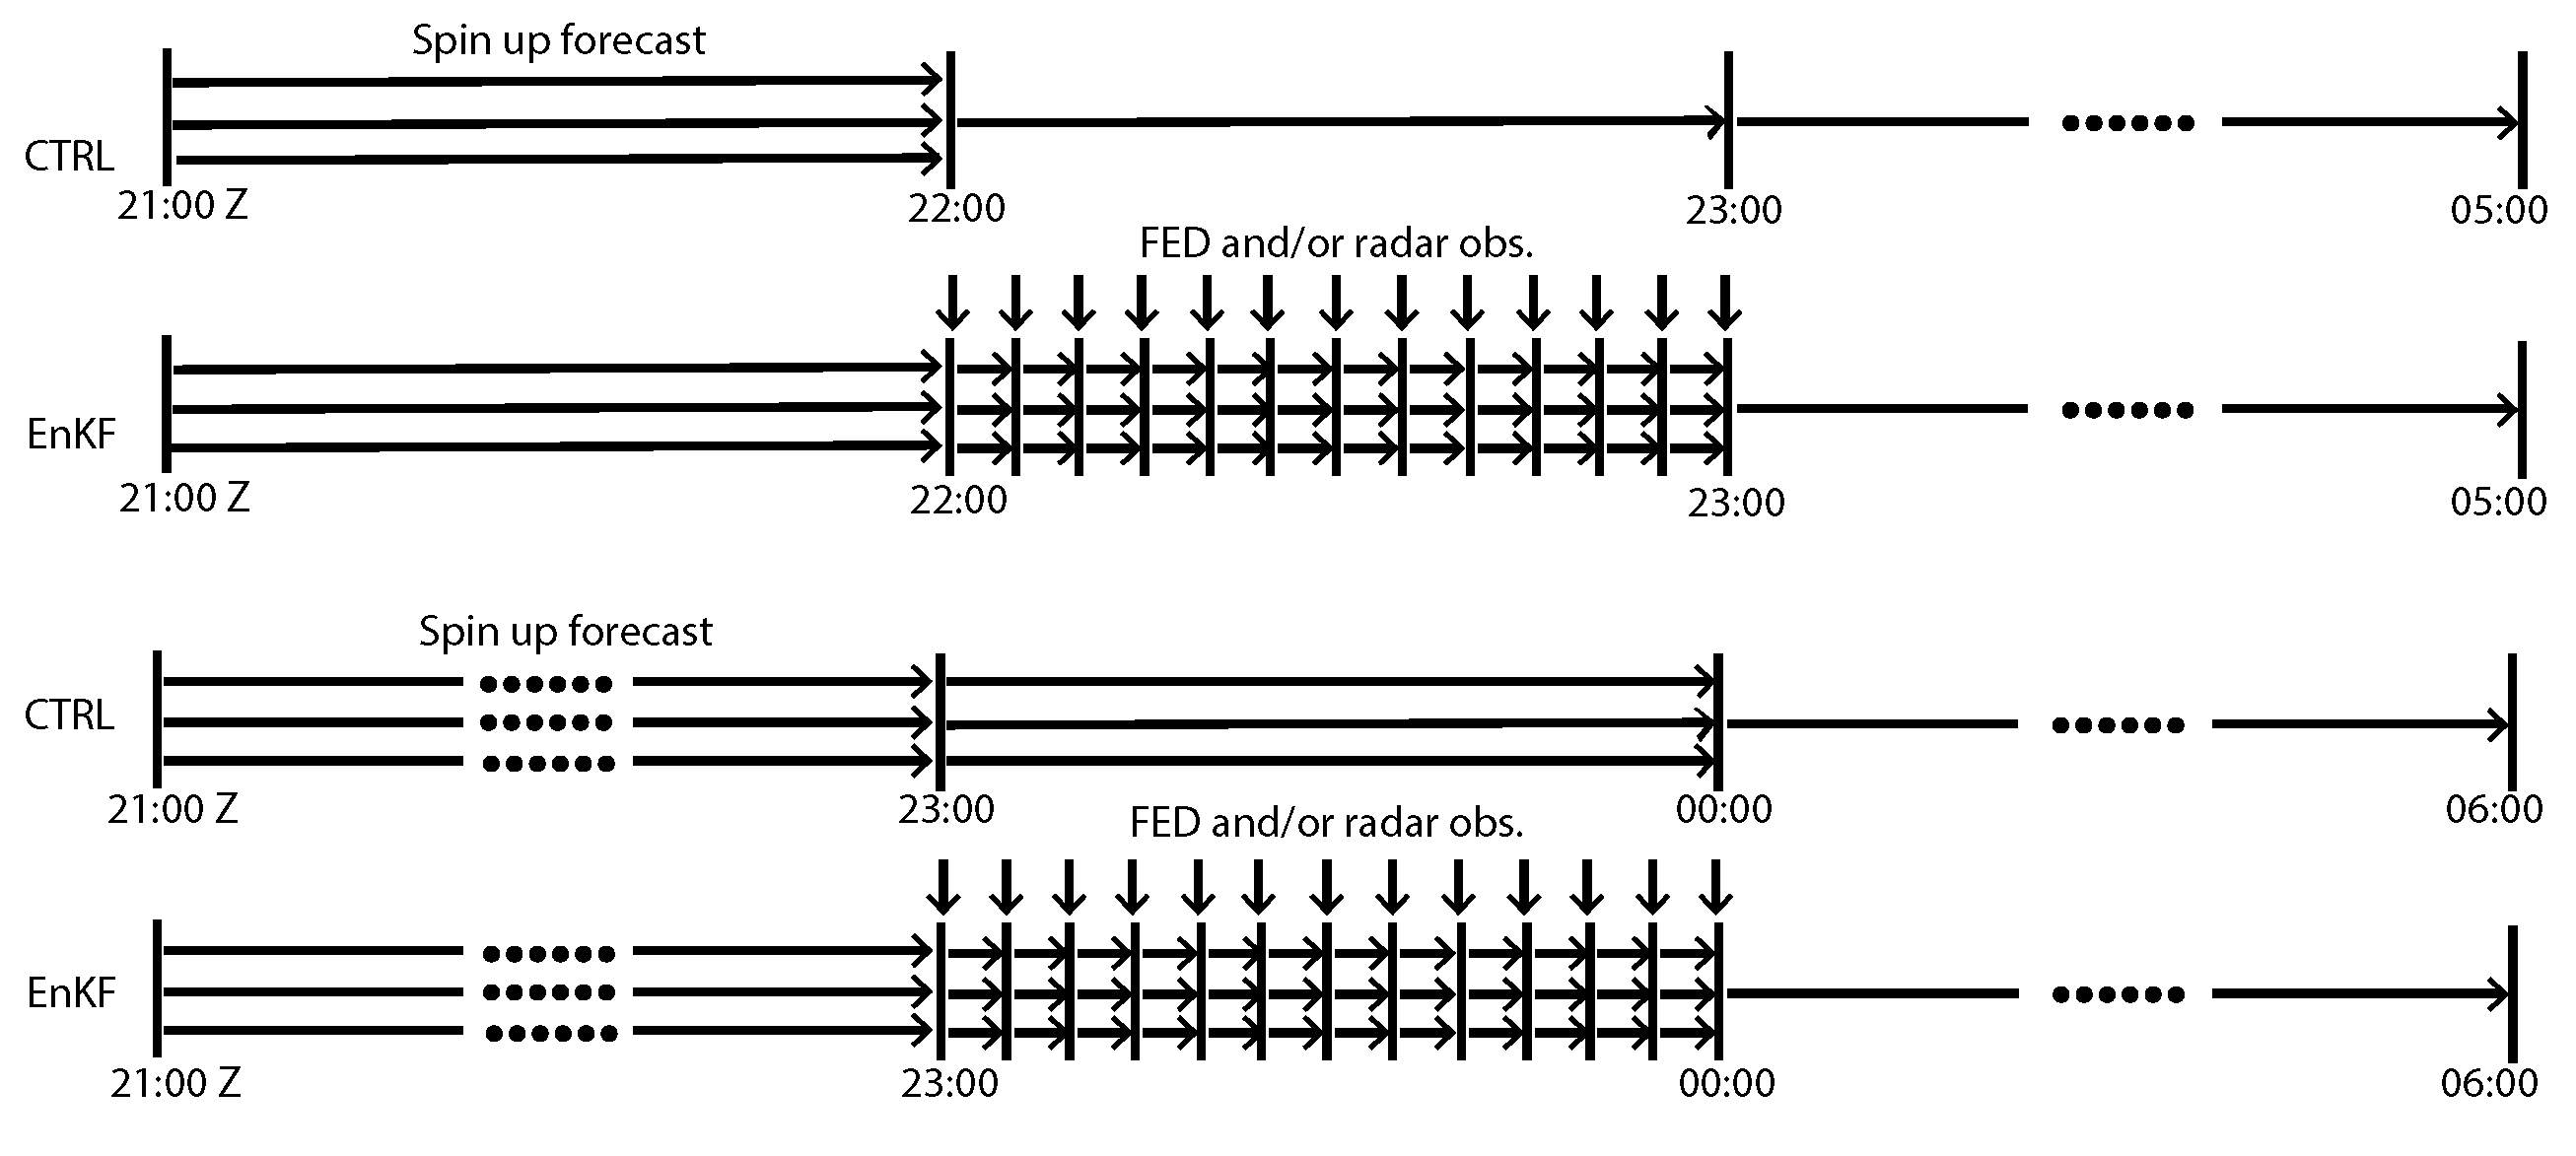 Spin up forecast
CTRL
21:00 Z
22:00
23:00
05:00
FED and/or radar obs.
EnKF
21:00 Z
22:00
23:00
05:00
Spin up forecast
CTRL
21:00 Z
23:00
00:00
06:00
FED and/or radar obs.
EnKF
21:00 Z
23:00
00:00
06:00